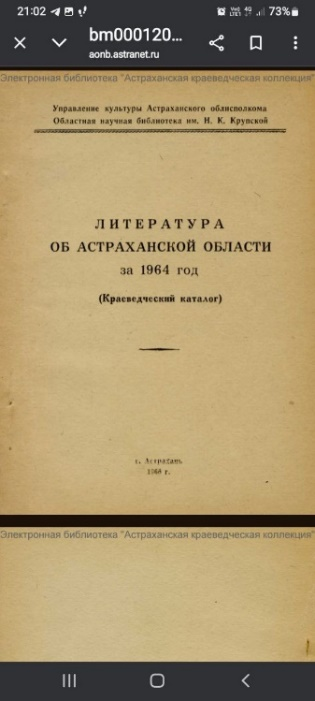 21:02
73%
bm000120...
aonb.astranet.ru
Электронная библиотека "Астраханская краеведческая коллекция"
Управление культуры Астраханского облисполкома
Областная научная библиотека им. Н. К. Крупской
ЛИТЕРАТУРА
ОБ АСТРАХАНСКОЙ ОБЛАСТИ
за 1964 год
(Краеведческий каталог)
г. Астрахань
1968 г.
Электронная библиотека "Астраханская краеведческая коллекция"